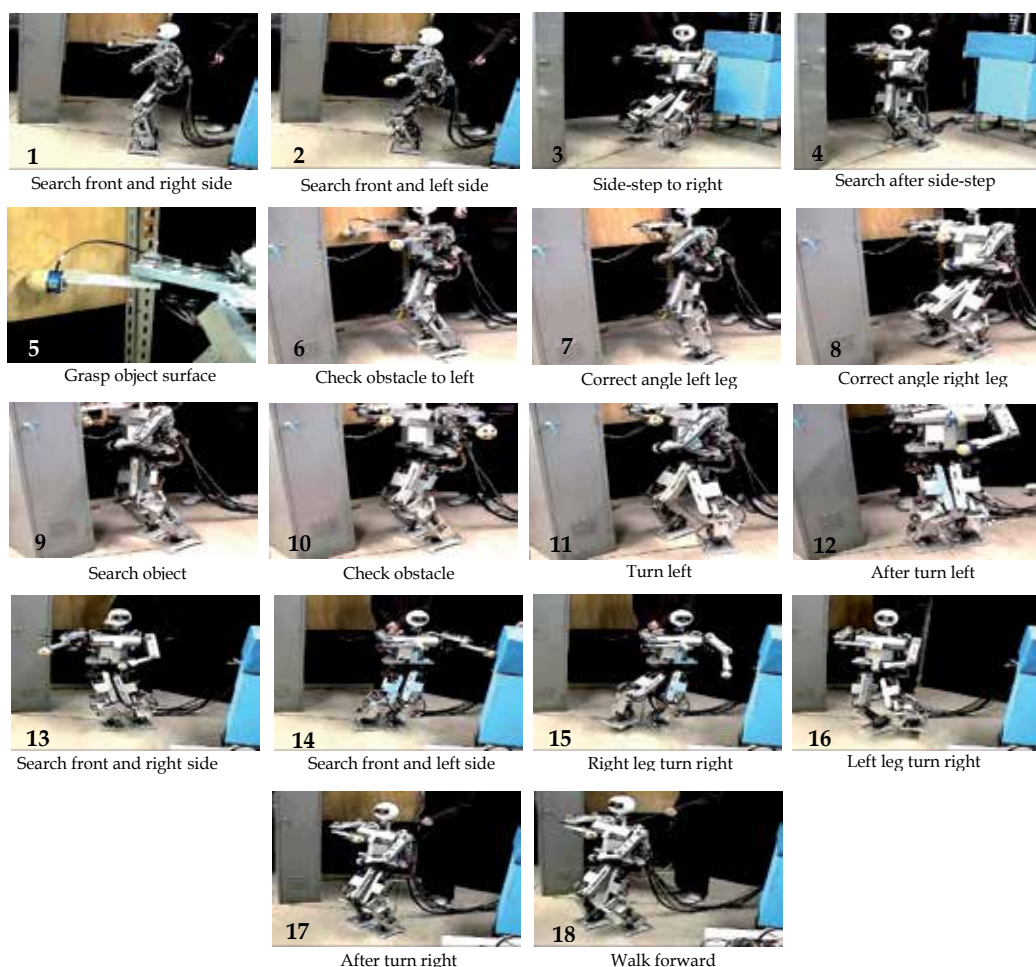 1
2
3
4
Search front and right side
Search front and left side
Side-step to right
Search after side-step
5
6
7
8
Grasp object surface
Check obstacle to left
Correct angle left leg
Correct angle right leg
9
10
11
12
Search object
Check obstacle
Turn left
After turn left
13
14
15
16
Search front and right side
Search front and left side
Right leg turn right
Left leg turn right
17
18
After turn right
Walk forward